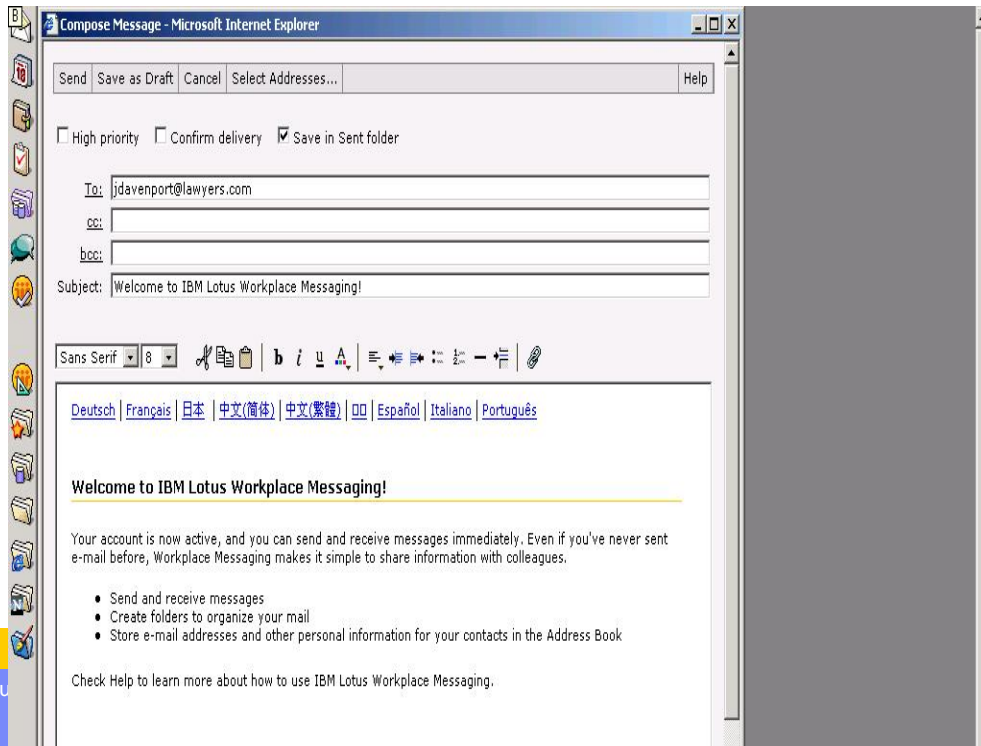 Compose Message - Microsoft Internet Explorer
Send Save as Draft Cancel Select Addresses... Help
High priority Confirm delivery Save in Sent folder
To: jdavenport@lawyers.com
cc:
bcc:
Subject: Welcome to IBM Lotus Workplace Messaging!
Sans Serif 8 b i u A
Deutsch | Français | 日本 | 中文(简体) | 中文(繁體) | | Español | Italiano | Português
Welcome to IBM Lotus Workplace Messaging!
Your account is now active, and you can send and receive messages immediately. Even if you've never sent
e-mail before, Workplace Messaging makes it simple to share information with colleagues.
• Send and receive messages
• Create folders to organize your mail
• Store e-mail addresses and other personal information for your contacts in the Address Book
Check Help to learn more about how to use IBM Lotus Workplace Messaging.